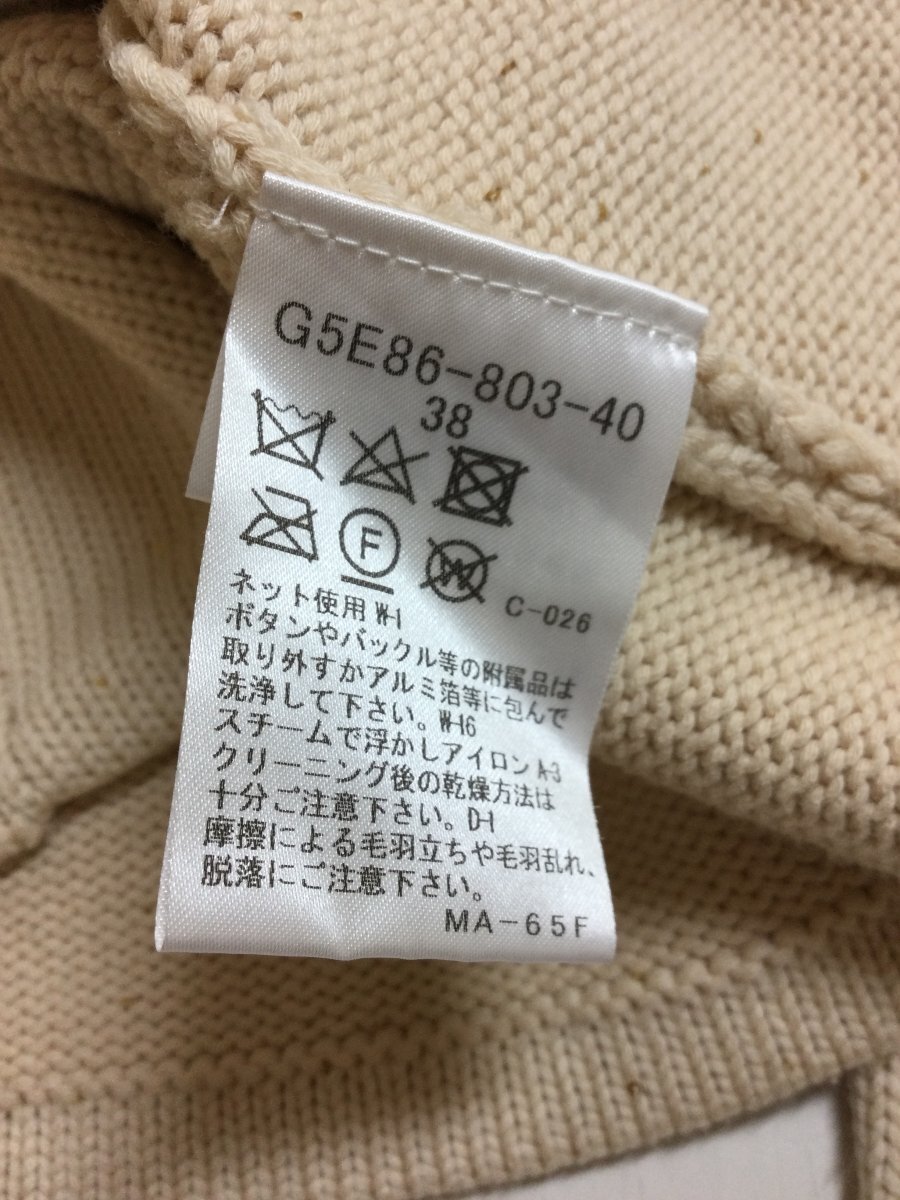 G5E86-803-40
38
F
W
C-026
ネット使用 W-1
ボタンやバックル等の附属品は
取り外すかアルミ箔等に包んで
洗浄して下さい。W-16
スチームで浮かしアイロン A-3
クリーニング後の乾燥方法は
十分ご注意下さい。D-1
摩擦による毛羽立ちや毛羽乱れ、
脱落にご注意下さい。
MA-65F